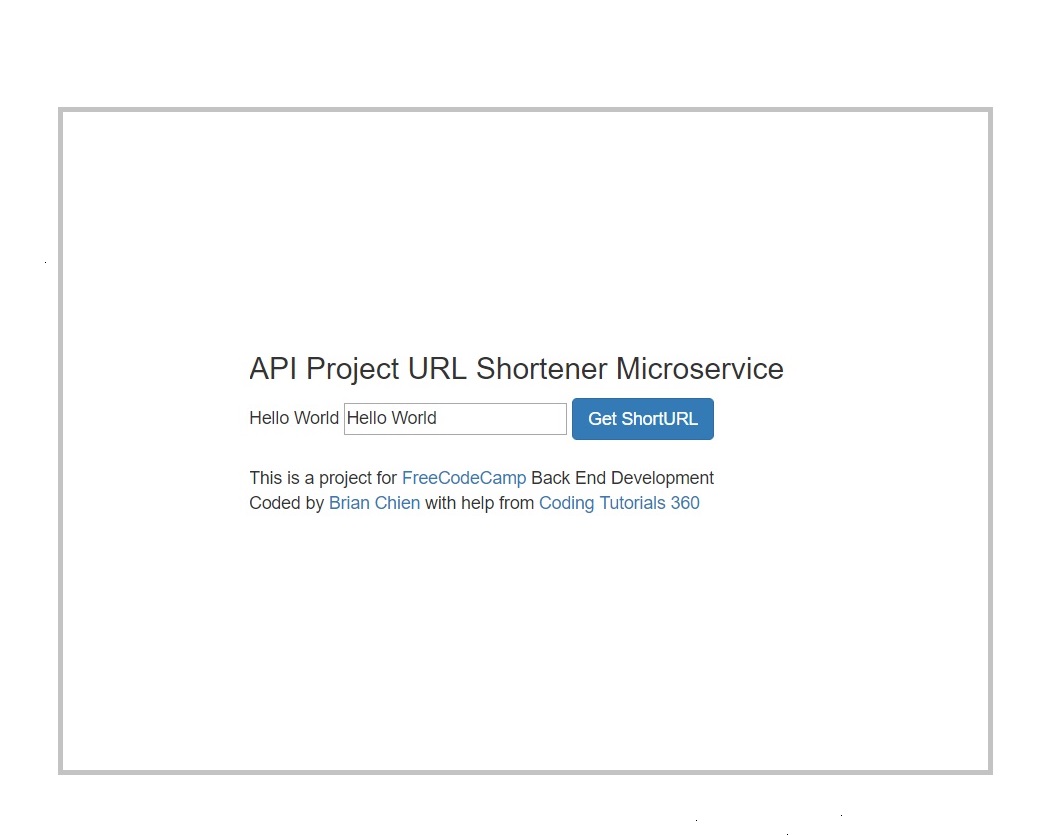 API Project URL Shortener Microservice
Hello World Hello World Get ShortURL
This is a project for FreeCodeCamp Back End Development
Coded by Brian Chien with help from Coding Tutorials 360